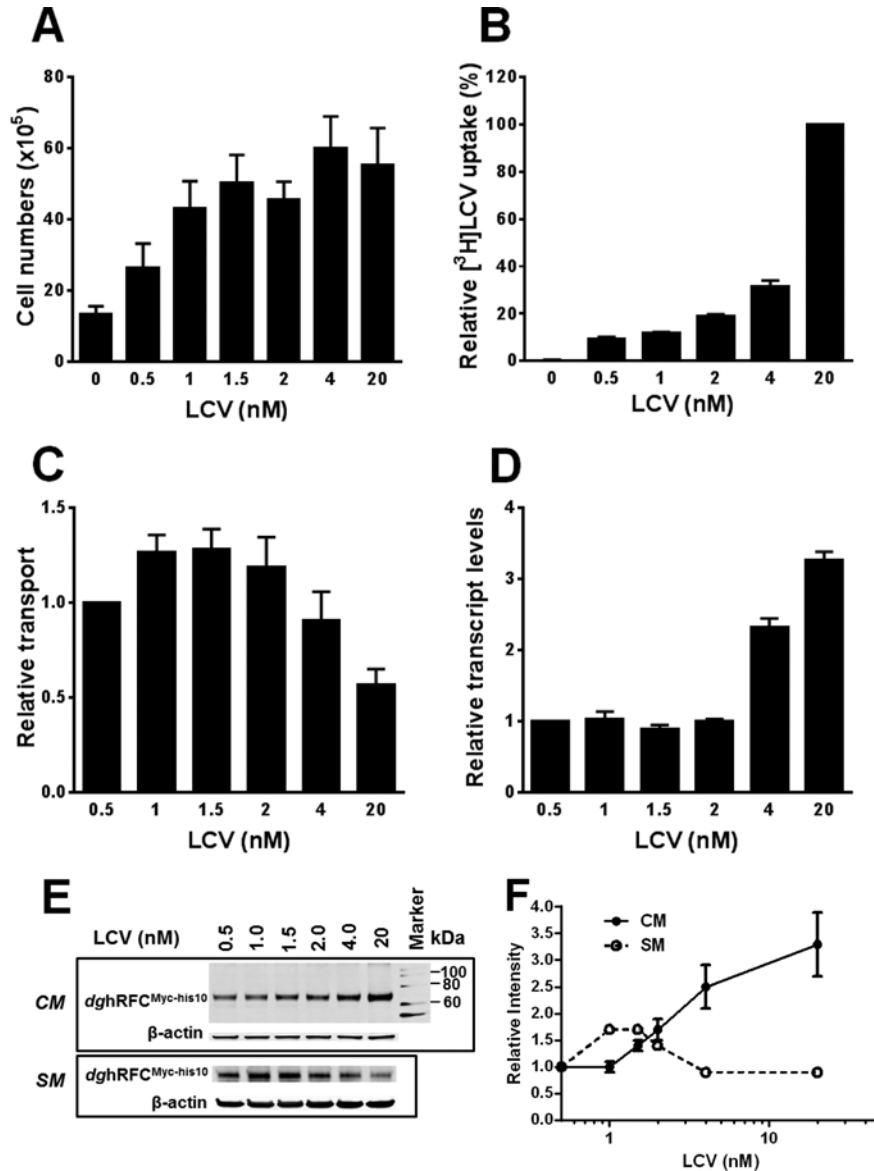 A
Cell numbers (x10⁵)
80
60
40
20
0
0 0.5 1 1.5 2 4 20
LCV (nM)
B
Relative [³H]LCV uptake (%)
120
100
80
60
40
20
0
0 0.5 1 2 4 20
LCV (nM)
C
Relative transport
1.5
1.0
0.5
0.0
0.5 1 1.5 2 4 20
LCV (nM)
D
Relative transcript levels
4
3
2
1
0
0.5 1 1.5 2 4 20
LCV (nM)
E
LCV (nM) 0.5 1.0 1.5 2.0 4.0 20 Marker kDa
100
80
60
CM dghRFCMyc-his10
β-actin
SM dghRFCMyc-his10
β-actin
F
CM
SM
Relative Intensity
4.0
3.5
3.0
2.5
2.0
1.5
1.0
0.5
0.0
1 10
LCV (nM)